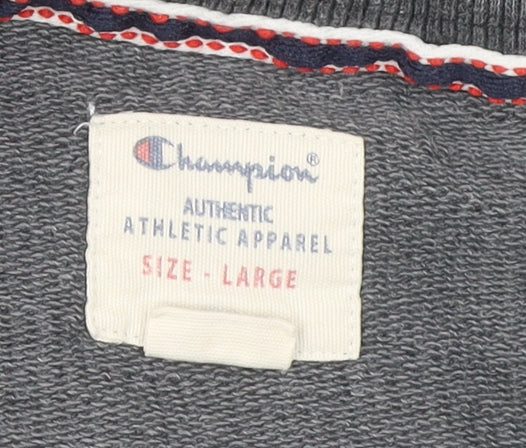 Champion®
AUTHENTIC
ATHLETIC APPAREL
SIZE - LARGE